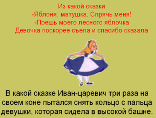 Из какой сказки
-Яблоня, матушка. Спрячь меня!
-Поешь моего лесного яблочка
Девочка поскорее съела и спасибо сказала
В какой сказке Иван-царевич три раза на
своем коне пытался снять кольцо с пальца
девушки, которая сидела в высокой башне.